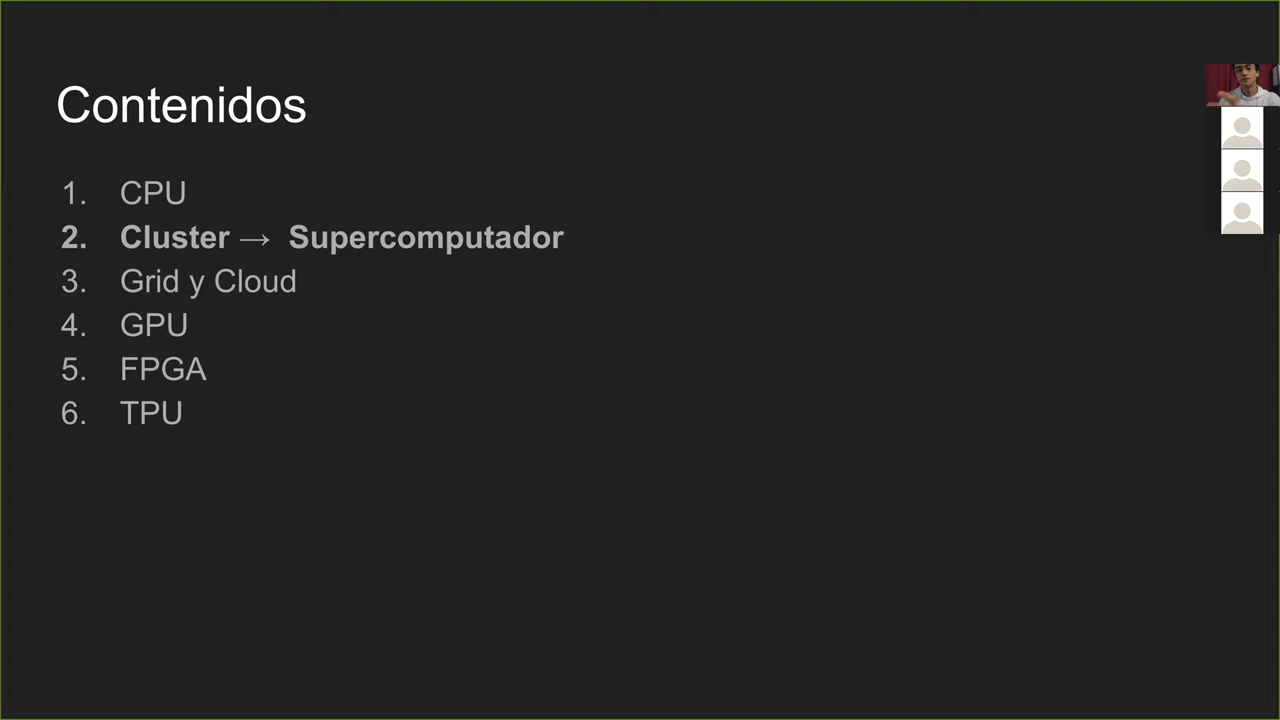 Contenidos
1. CPU
2. Cluster → Supercomputador
3. Grid y Cloud
4. GPU
5. FPGA
6. TPU